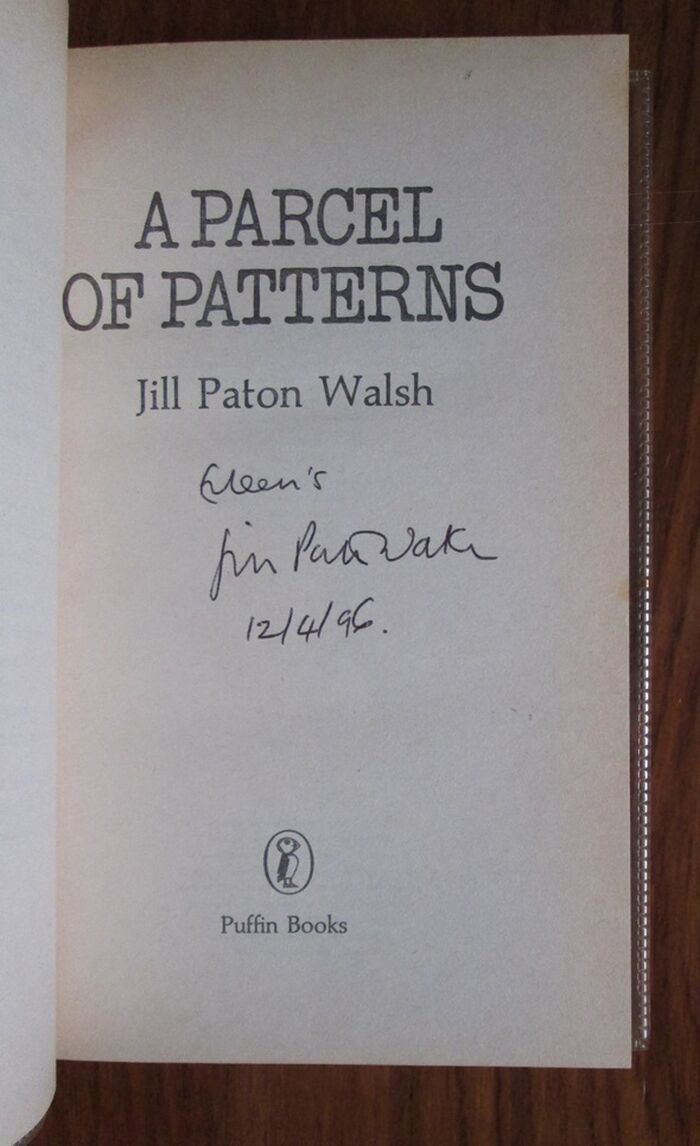 A PARCEL
OF PATTERNS
Jill Paton Walsh
Eileen's
Jill Paton Walsh
12/4/96.
Puffin Books